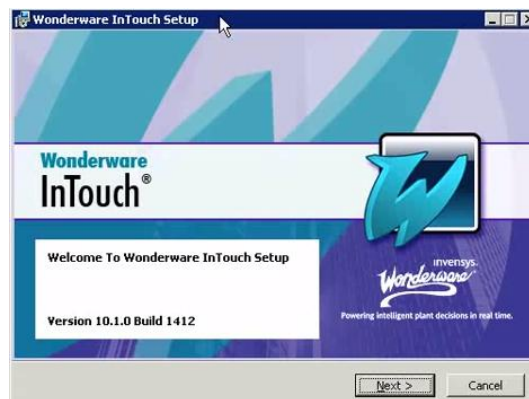 Wonderware InTouch Setup
Wonderware
InTouch®
Welcome To Wonderware InTouch Setup
Version 10.1.0 Build 1412
invensys.
Wonderware
Powering intelligent plant decisions in real time.
Next >
Cancel